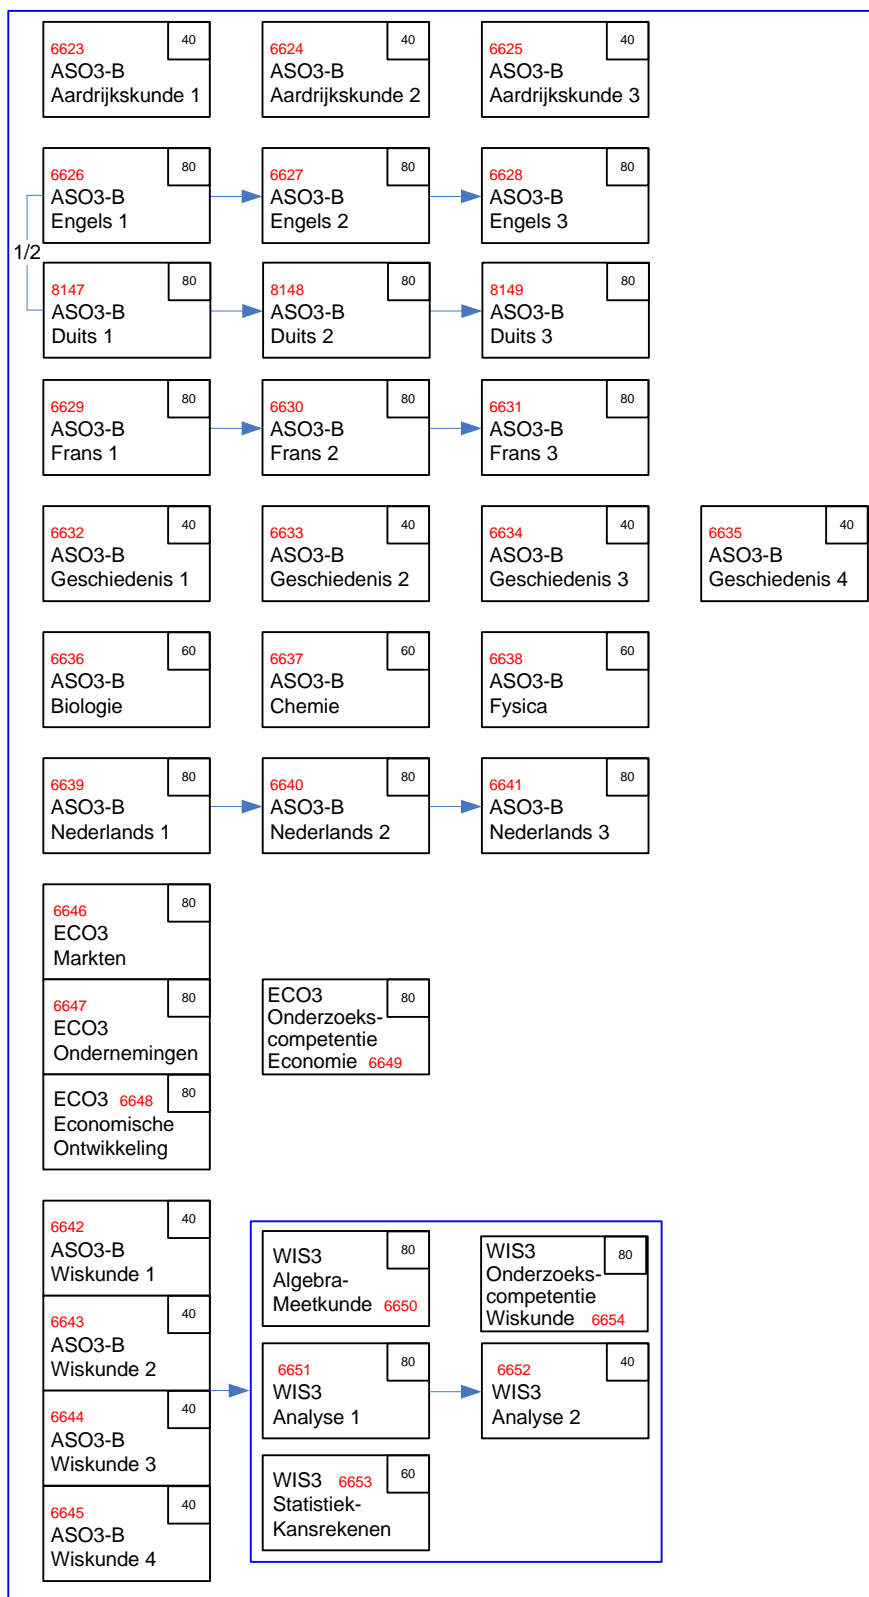 6623 40
ASO3-B
Aardrijkskunde 1
6624 40
ASO3-B
Aardrijkskunde 2
6625 40
ASO3-B
Aardrijkskunde 3
6626 80
ASO3-B
Engels 1
6627 80
ASO3-B
Engels 2
6628 80
ASO3-B
Engels 3
1/2
8147 80
ASO3-B
Duits 1
8148 80
ASO3-B
Duits 2
8149 80
ASO3-B
Duits 3
6629 80
ASO3-B
Frans 1
6630 80
ASO3-B
Frans 2
6631 80
ASO3-B
Frans 3
6632 40
ASO3-B
Geschiedenis 1
6633 40
ASO3-B
Geschiedenis 2
6634 40
ASO3-B
Geschiedenis 3
6635 40
ASO3-B
Geschiedenis 4
6636 60
ASO3-B
Biologie
6637 60
ASO3-B
Chemie
6638 60
ASO3-B
Fysica
6639 80
ASO3-B
Nederlands 1
6640 80
ASO3-B
Nederlands 2
6641 80
ASO3-B
Nederlands 3
6646 80
ECO3
Markten
6647 80
ECO3
Ondernemingen
ECO3 80
Onderzoeks-
competentie
Economie 6649
ECO3 6648 80
Economische
Ontwikkeling
6642 40
ASO3-B
Wiskunde 1
6643 40
ASO3-B
Wiskunde 2
6644 40
ASO3-B
Wiskunde 3
6645 40
ASO3-B
Wiskunde 4
WIS3 80
Algebra-
Meetkunde 6650
WIS3 80
Onderzoeks-
competentie
Wiskunde 6654
6651 80
WIS3
Analyse 1
6652 40
WIS3
Analyse 2
WIS3 6653 60
Statistiek-
Kansrekenen